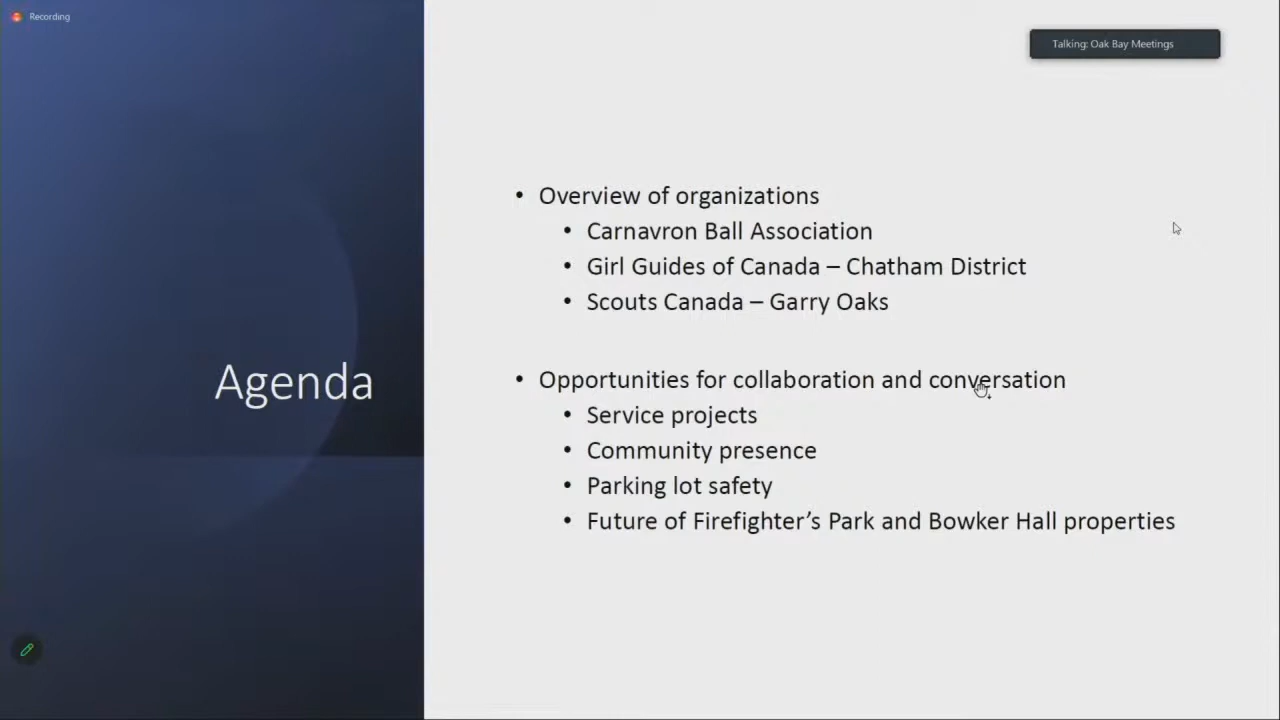 Recording
Talking: Oak Bay Meetings
Agenda
• Overview of organizations
• Carnavron Ball Association
• Girl Guides of Canada – Chatham District
• Scouts Canada – Garry Oaks
• Opportunities for collaboration and conversation
• Service projects
• Community presence
• Parking lot safety
• Future of Firefighter’s Park and Bowker Hall properties